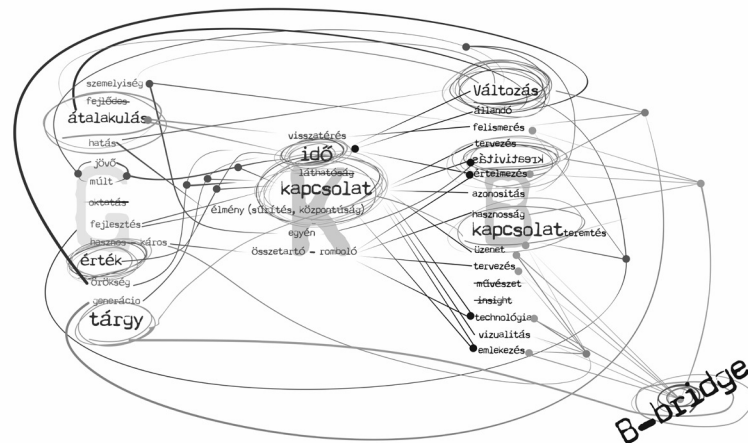 G
személyiség
fejlődés
átalakulás
hatás
jövő
múlt
oktatás
fejlesztés
hasznos - káros
érték
örökség
generácio
tárgy
K
visszatérés
idő
láthatóság
kapcsolat
élmény (sűrítés, központúság)
egyén
összetartó - romboló
B
Változás
állandó
felismerés
tervezés
kreativitás
értelmezés
azonosítás
hasznosság
kapcsolatteremtés
üzenet
tervezés
művészet
insight
technológia
vizualitás
emlekezés
B-bridge